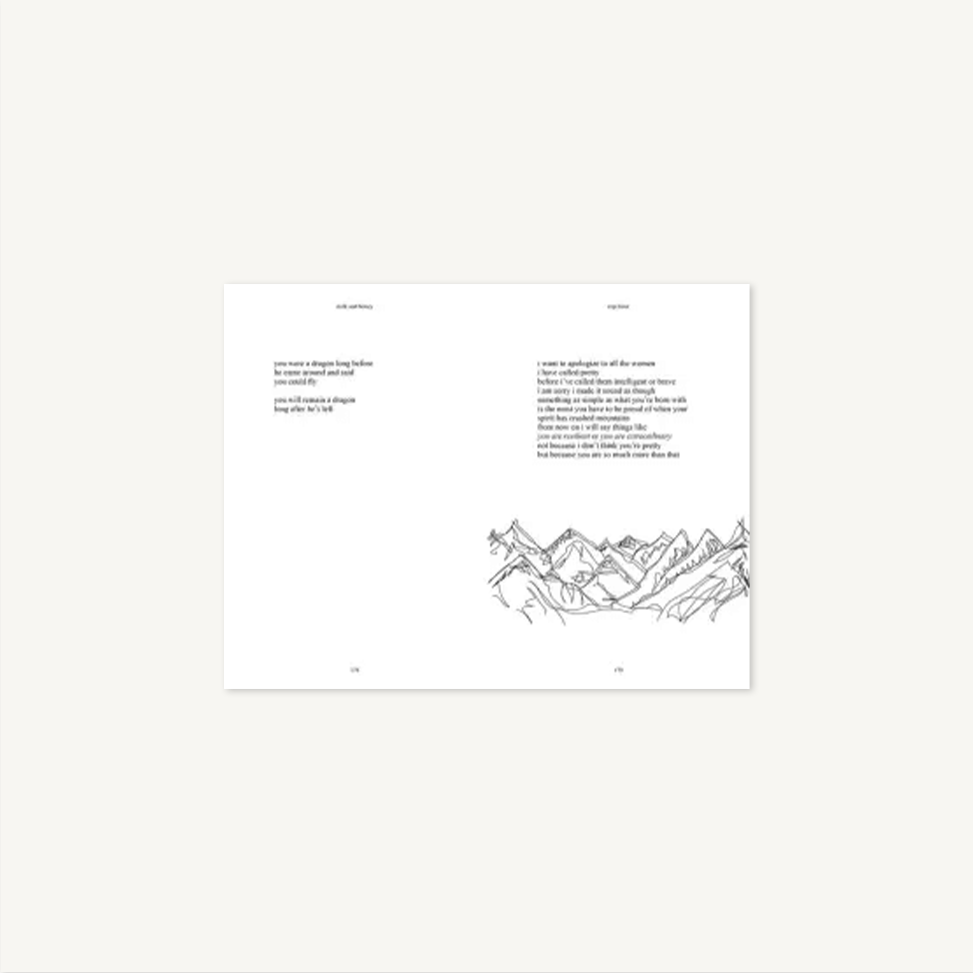 milk and honey
you were a dragon long before
he came around and said
you could fly
you will remain a dragon
long after he's left
178
rupi kaur
i want to apologize to all the women
i have called pretty
before i've called them intelligent or brave
i am sorry i made it sound as though
something as simple as what you're born with
is the most you have to be proud of when your
spirit has crushed mountains
from now on i will say things like
you are resilient or you are extraordinary
not because i don't think you're pretty
but because you are so much more than that
179